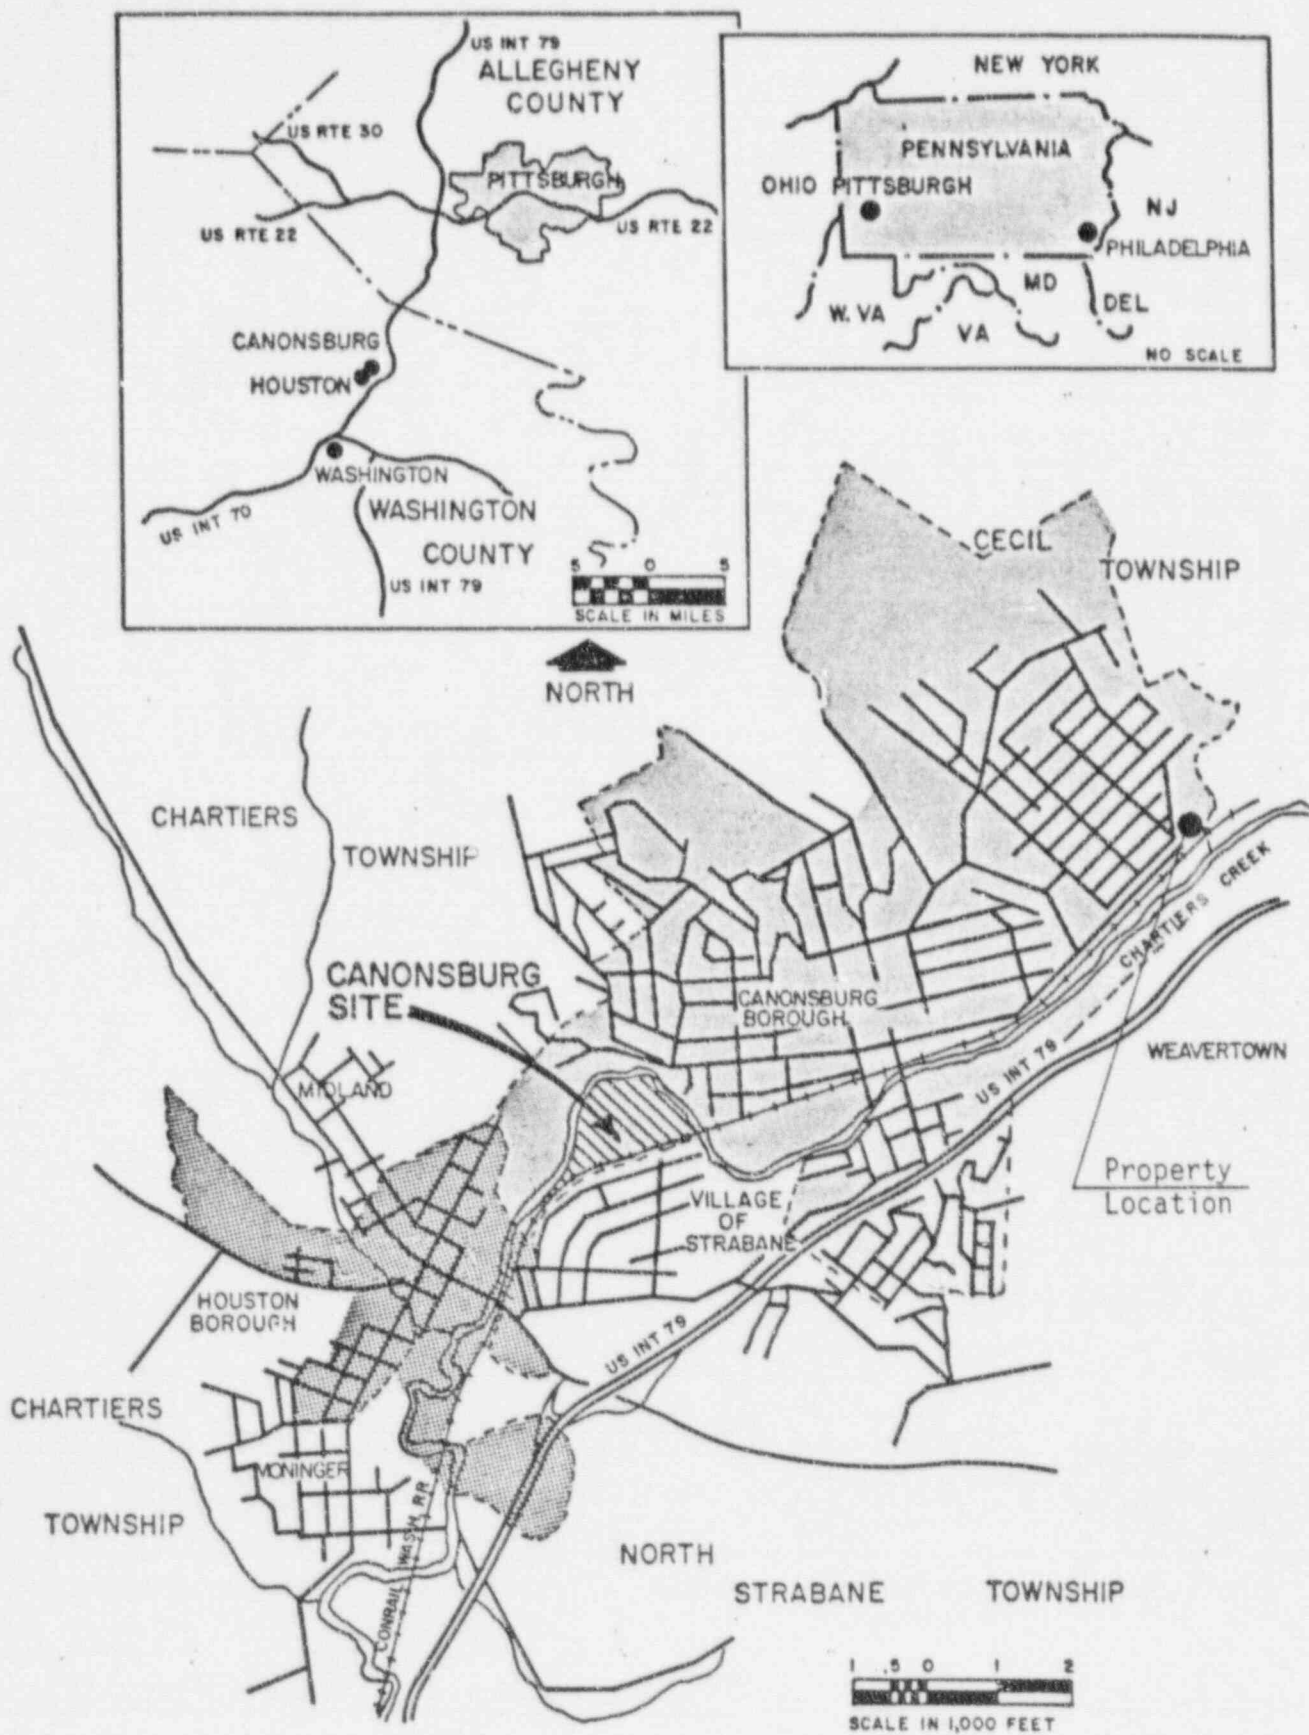 US INT 79
ALLEGHENY
COUNTY
US RTE 30
PITTSBURGH
US RTE 22
US RTE 22
CANONSBURG
HOUSTON
WASHINGTON
US INT 70
WASHINGTON
COUNTY
US INT 79
5 0 5
SCALE IN MILES
NEW YORK
PENNSYLVANIA
OHIO PITTSBURGH
NJ
PHILADELPHIA
MD
DEL
W. VA
VA
NO SCALE
NORTH
CECIL
TOWNSHIP
CHARTIERS
TOWNSHIP
CHARTIERS CREEK
CANONSBURG
SITE
CANONSBURG
BOROUGH
US INT 79
WEAVERTOWN
MIDLAND
Property
Location
VILLAGE
OF
STRABANE
HOUSTON
BOROUGH
US INT 79
CHARTIERS
MONINGER
TOWNSHIP
CONRAIL WASH. RR
NORTH
STRABANE TOWNSHIP
1 .5 0 1 2
SCALE IN 1,000 FEET